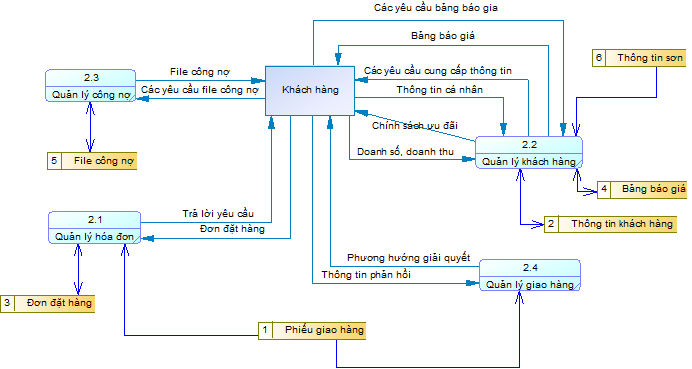 Các yêu cầu bảng báo gia
Bảng báo giá
6 Thông tin sơn
2.3
File công nợ
Các yêu cầu cung cấp thông tin
Khách hàng
Quản lý công nợ
Các yêu cầu file công nợ
Thông tin cá nhân
Chính sách ưu đãi
2.2
Doanh số, doanh thu
Quản lý khách hàng
5 File công nợ
4 Bảng báo giá
2.1
Trả lời yêu cầu
2 Thông tin khách hàng
Quản lý hóa đơn
Đơn đặt hàng
Phương hướng giải quyết
2.4
Thông tin phản hồi
Quản lý giao hàng
3 Đơn đặt hàng
1 Phiếu giao hàng